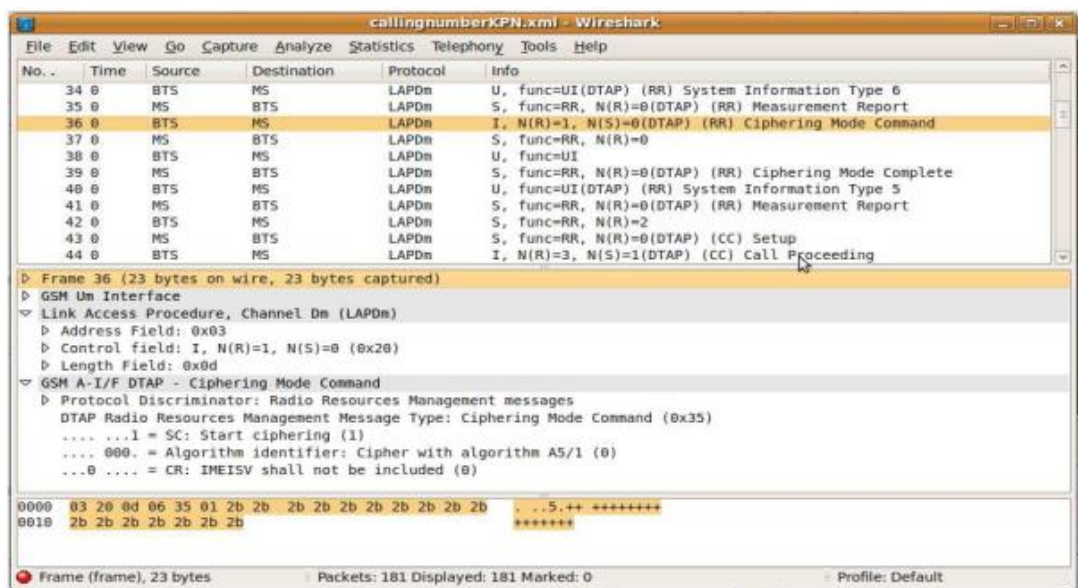 callingnumberKPN.xml - Wireshark
File Edit View Go Capture Analyze Statistics Telephony Tools Help
No. . Time Source Destination Protocol Info
34 0 BTS MS LAPDm U, func=UI(DTAP) (RR) System Information Type 6
35 0 MS BTS LAPDm S, func=RR, N(R)=0(DTAP) (RR) Measurement Report
36 0 BTS MS LAPDm I, N(R)=1, N(S)=0(DTAP) (RR) Ciphering Mode Command
37 0 MS BTS LAPDm S, func=RR, N(R)=0
38 0 BTS MS LAPDm U, func=UI
39 0 MS BTS LAPDm S, func=RR, N(R)=0(DTAP) (RR) Ciphering Mode Complete
40 0 BTS MS LAPDm U, func=UI(DTAP) (RR) System Information Type 5
41 0 MS BTS LAPDm S, func=RR, N(R)=0(DTAP) (RR) Measurement Report
42 0 BTS MS LAPDm S, func=RR, N(R)=2
43 0 MS BTS LAPDm S, func=RR, N(R)=0(DTAP) (CC) Setup
44 0 BTS MS LAPDm I, N(R)=3, N(S)=1(DTAP) (CC) Call Proceeding
Frame 36 (23 bytes on wire, 23 bytes captured)
GSM Um Interface
Link Access Procedure, Channel Dm (LAPDm)
Address Field: 0x03
Control field: I, N(R)=1, N(S)=0 (0x20)
Length Field: 0x0d
GSM A-I/F DTAP - Ciphering Mode Command
Protocol Discriminator: Radio Resources Management messages
DTAP Radio Resources Management Message Type: Ciphering Mode Command (0x35)
.... ...1 = SC: Start ciphering (1)
.... 000. = Algorithm identifier: Cipher with algorithm A5/1 (0)
...0 .... = CR: IMEISV shall not be included (0)
0000 03 20 0d 06 35 01 2b 2b 2b 2b 2b 2b 2b 2b 2b 2b . ..5.++ ++++++++
0010 2b 2b 2b 2b 2b 2b 2b +++++++
Frame (frame), 23 bytes Packets: 181 Displayed: 181 Marked: 0 Profile: Default